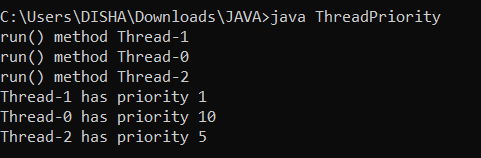 C:\Users\DISHA\Downloads\JAVA>java ThreadPriority
run() method Thread-1
run() method Thread-0
run() method Thread-2
Thread-1 has priority 1
Thread-0 has priority 10
Thread-2 has priority 5